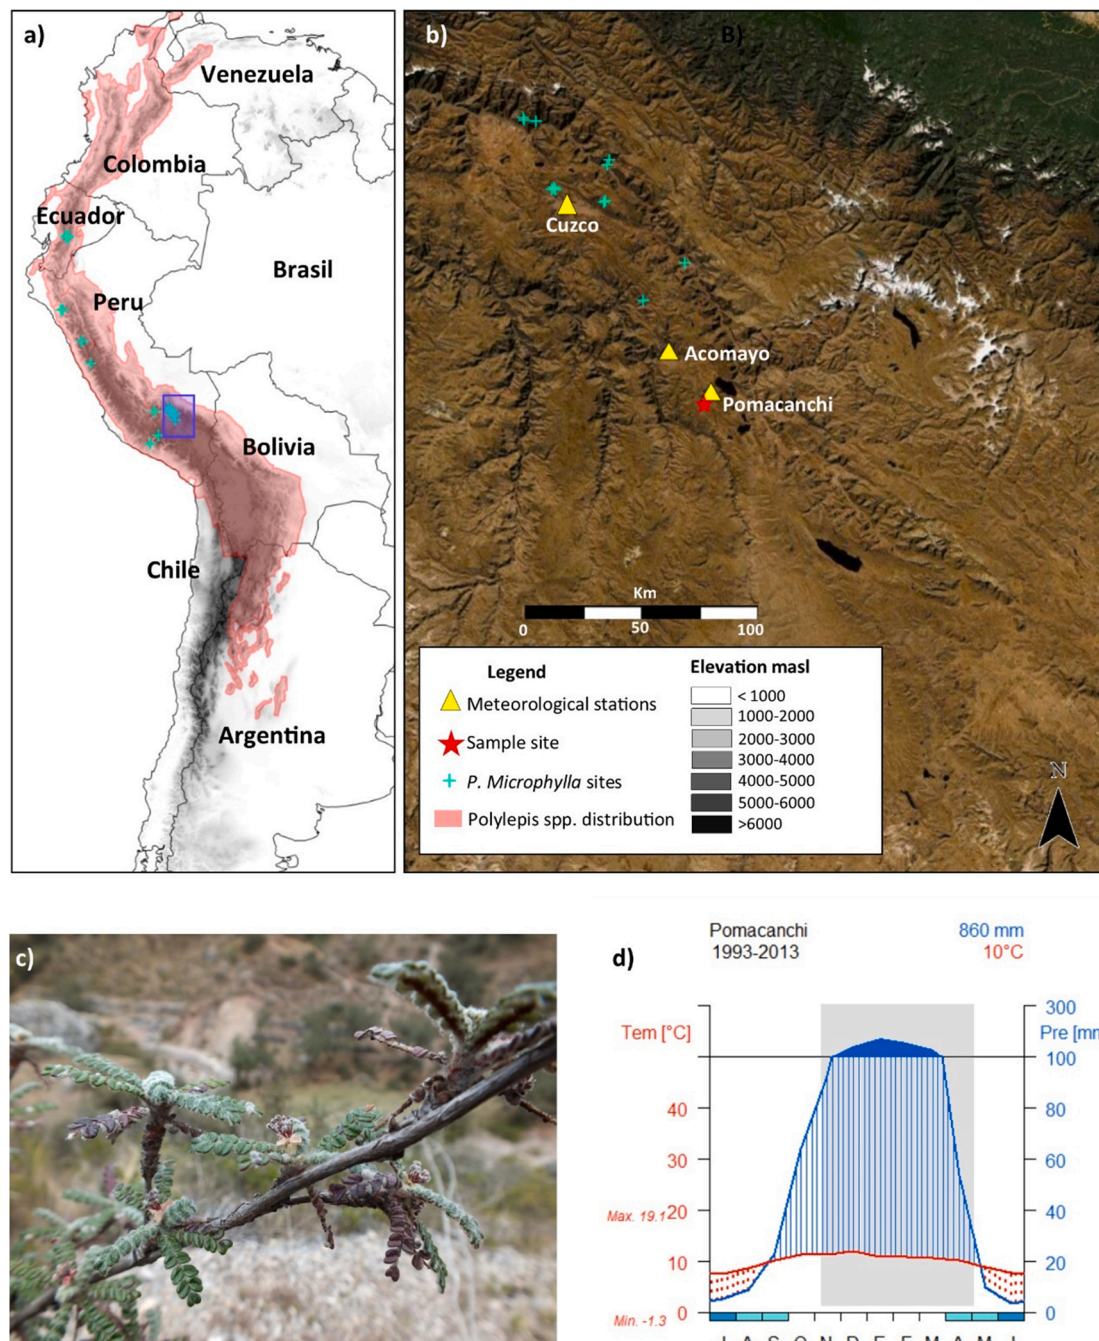 a)
Venezuela
Colombia
Ecuador
Peru
Brasil
Bolivia
Chile
Argentina
b)
B)
Cuzco
Acomayo
Pomacanchi
Km
0 50 100
Legend
Meteorological stations
Sample site
P. Microphylla sites
Polylepis spp. distribution
Elevation masl
< 1000
1000-2000
2000-3000
3000-4000
4000-5000
5000-6000
>6000
N
c)
d)
Pomacanchi 860 mm
1993-2013 10°C
Tem [°C]
300
Pre [mm
100
40 80
30 60
Max. 19.1 20 40
10 20
Min. -1.3 0 0
J A S O N D E F M A M J